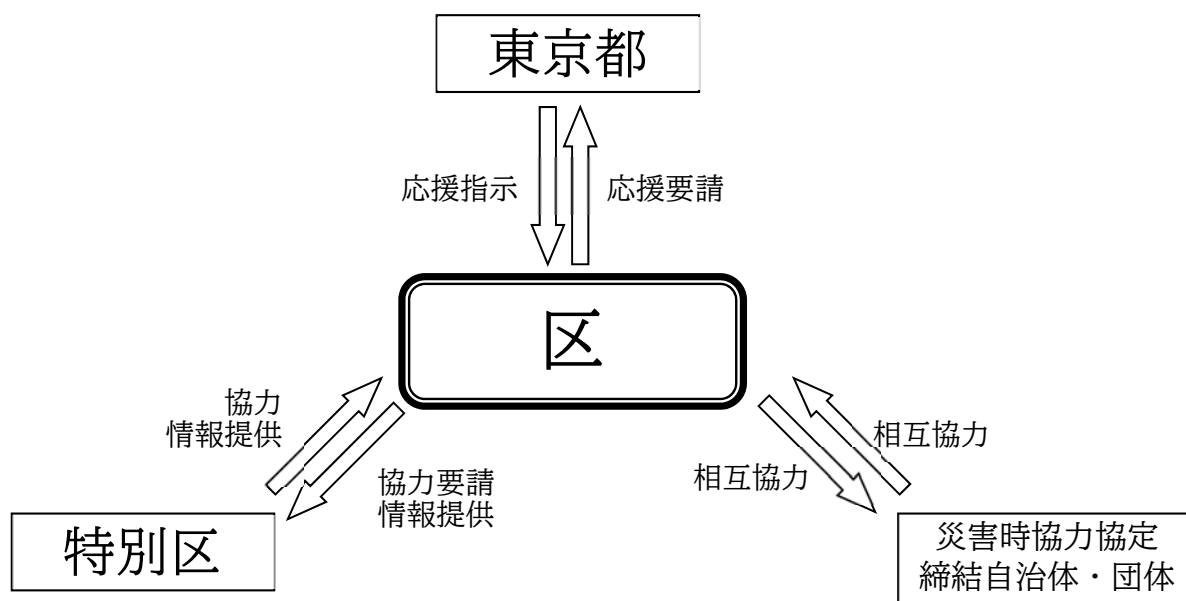 東京都
応援指示
応援要請
区
協力
情報提供
協力要請
情報提供
相互協力
相互協力
特別区
災害時協力協定
締結自治体・団体